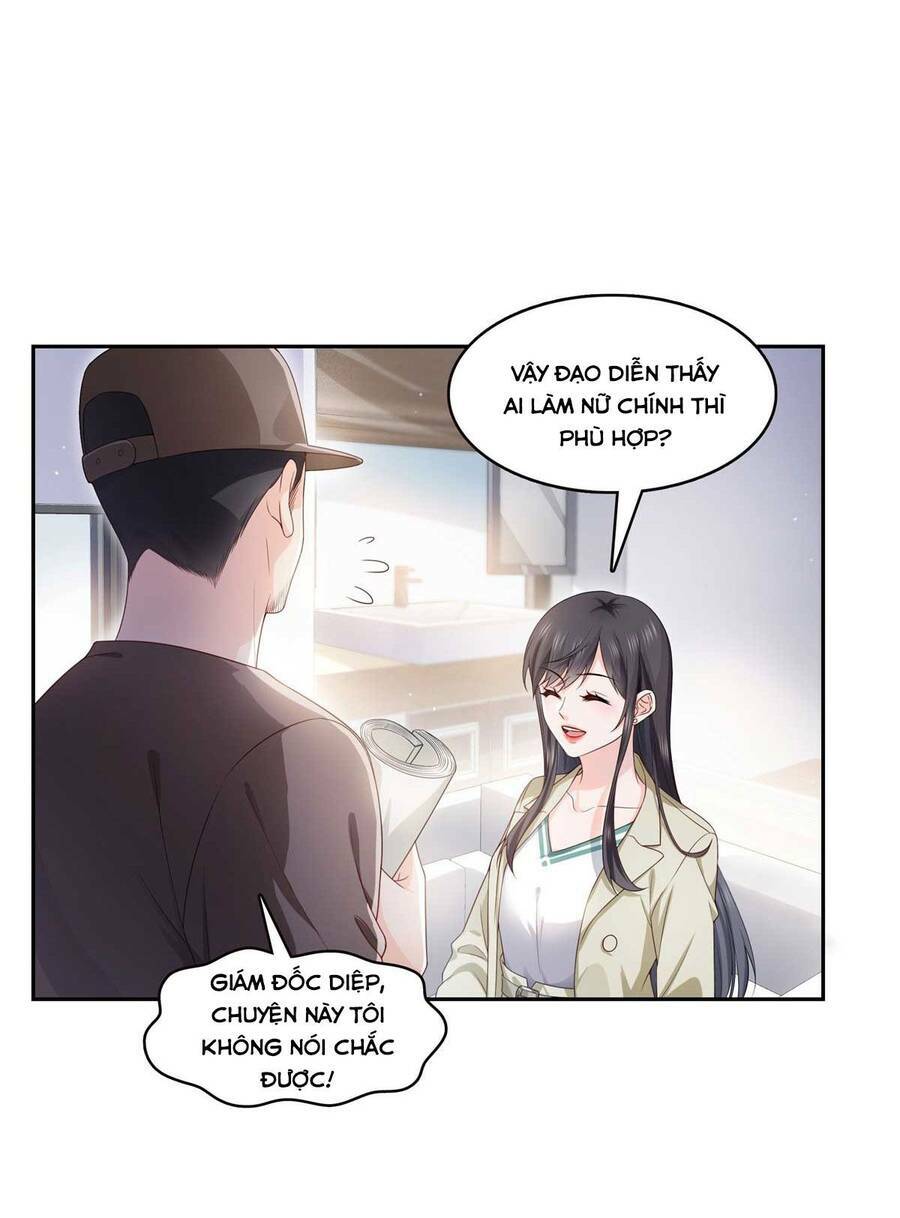 VẬY ĐẠO DIỄN THẤY
AI LÀM NỮ CHÍNH THÌ
PHÙ HỢP?
GIÁM ĐỐC DIỆP,
CHUYỆN NÀY TÔI
KHÔNG NÓI CHẮC
ĐƯỢC!